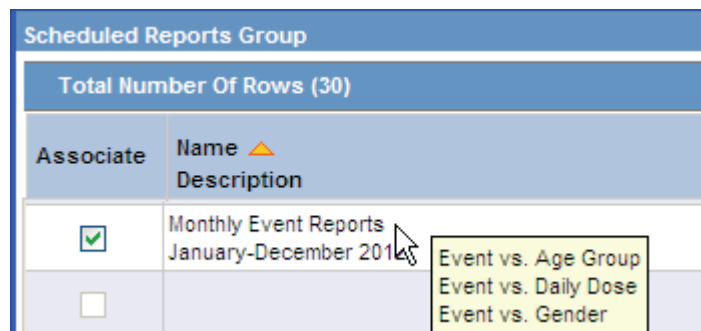 Scheduled Reports Group
Total Number Of Rows (30)
Associate
Name
Description
Monthly Event Reports
January-December
Event vs. Age Group
Event vs. Daily Dose
Event vs. Gender